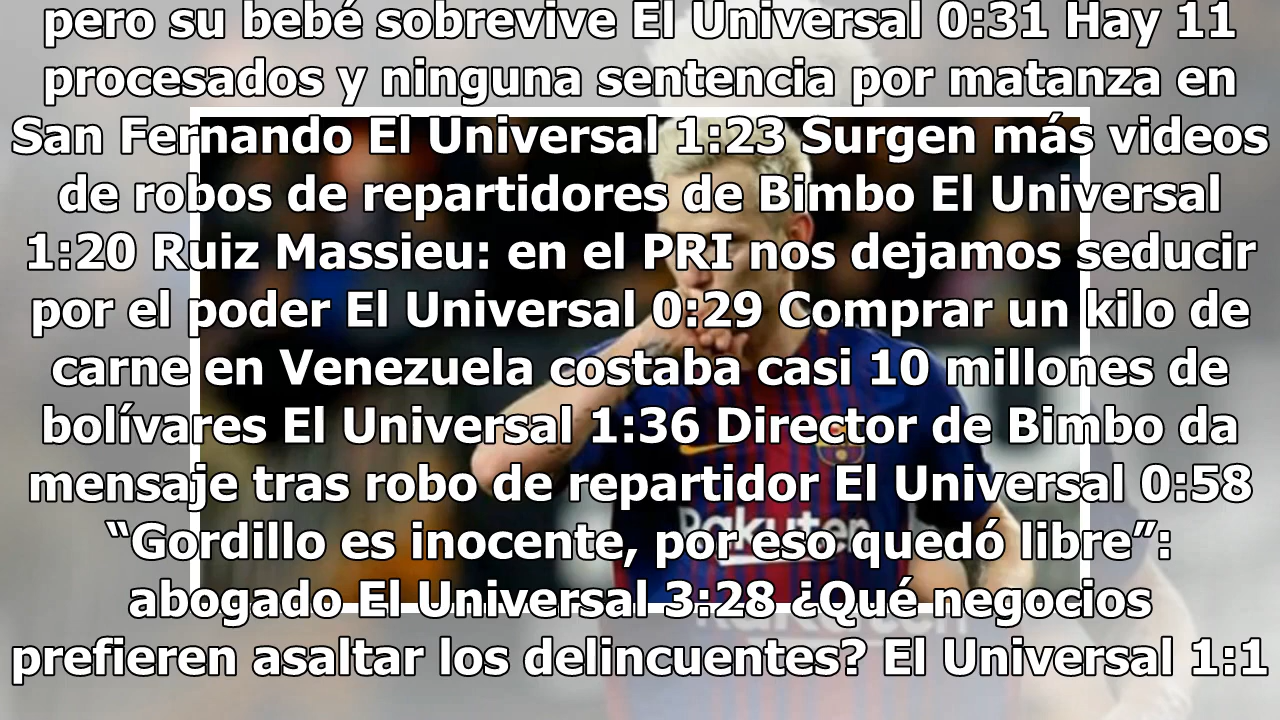 pero su bebé sobrevive El Universal 0:31 Hay 11
procesados y ninguna sentencia por matanza en
San Fernando El Universal 1:23 Surgen más videos
de robos de repartidores de Bimbo El Universal
1:20 Ruiz Massieu: en el PRI nos dejamos seducir
por el poder El Universal 0:29 Comprar un kilo de
carne en Venezuela costaba casi 10 millones de
bolívares El Universal 1:36 Director de Bimbo da
mensaje tras robo de repartidor El Universal 0:58
“Gordillo es inocente, por eso quedó libre”:
Rakuten
abogado El Universal 3:28 ¿Qué negocios
prefieren asaltar los delincuentes? El Universal 1:1